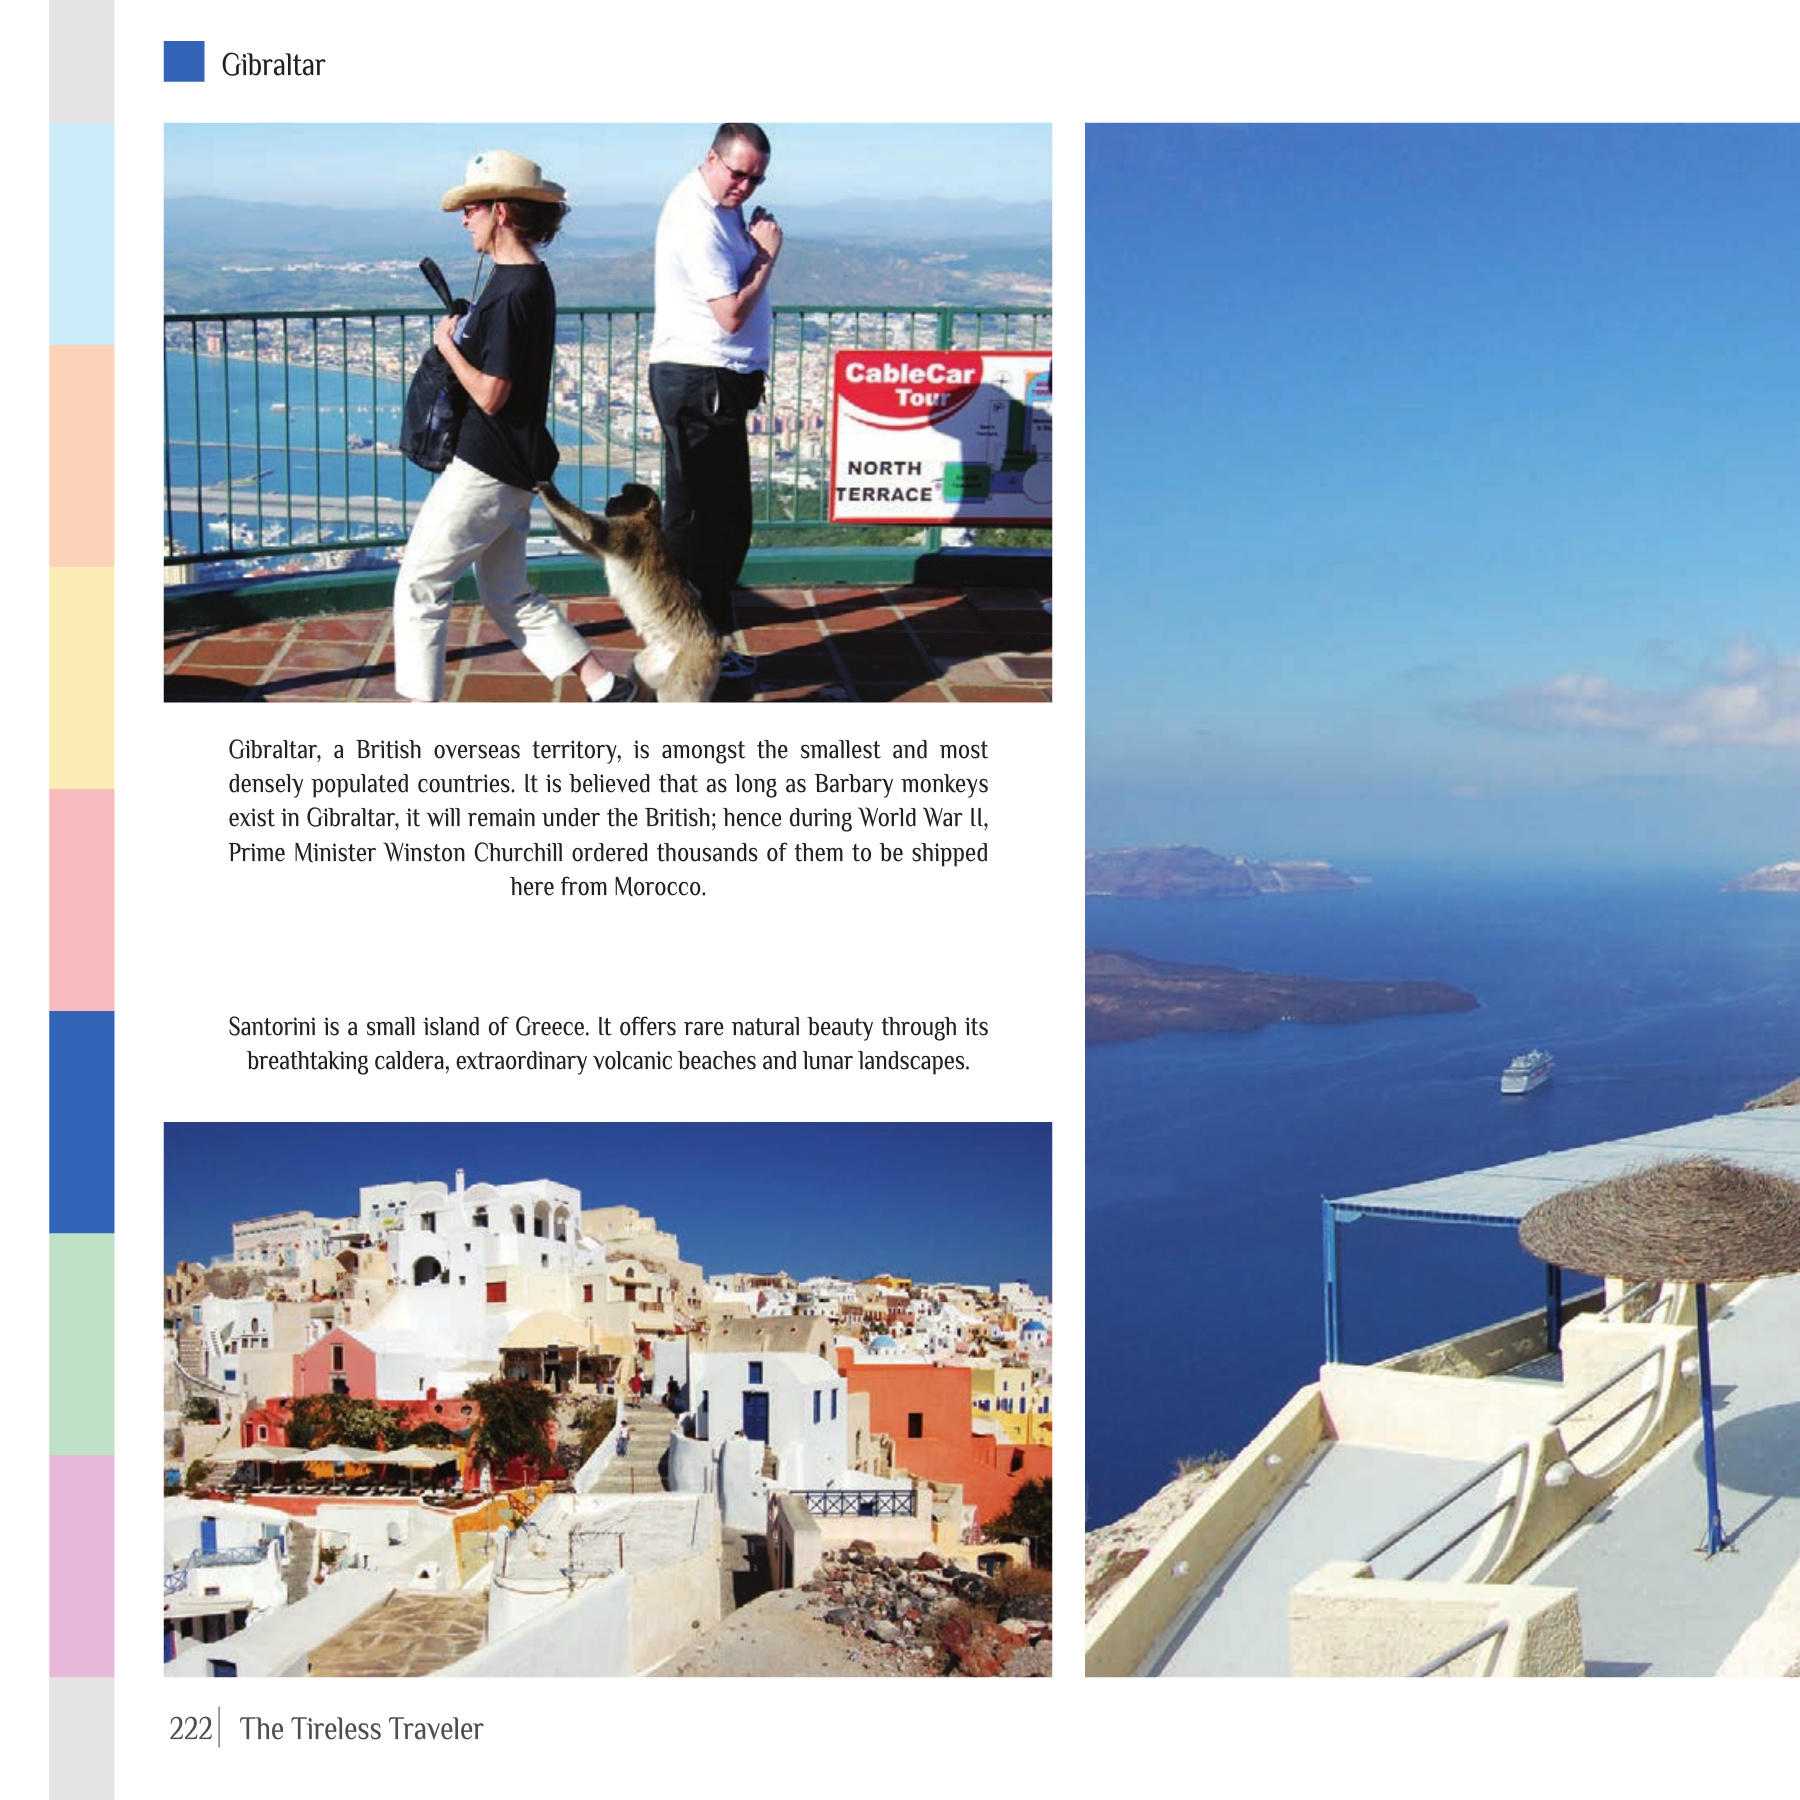 Gibraltar
CableCar
Tour
NORTH
TERRACE
Gibraltar, a British overseas territory, is amongst the smallest and most
densely populated countries. It is believed that as long as Barbary monkeys
exist in Gibraltar, it will remain under the British; hence during World War II,
Prime Minister Winston Churchill ordered thousands of them to be shipped
here from Morocco.
Santorini is a small island of Greece. It offers rare natural beauty through its
breathtaking caldera, extraordinary volcanic beaches and lunar landscapes.
222 The Tireless Traveler